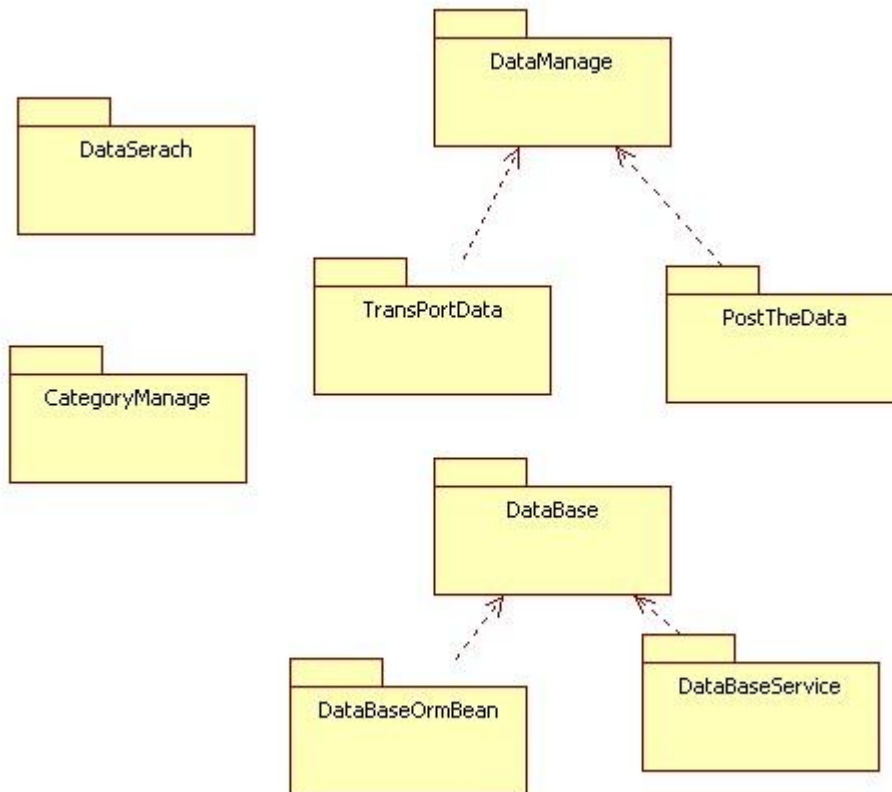 DataManage
DataSerach
TransPortData
PostTheData
CategoryManage
DataBase
DataBaseOrmBean
DataBaseService